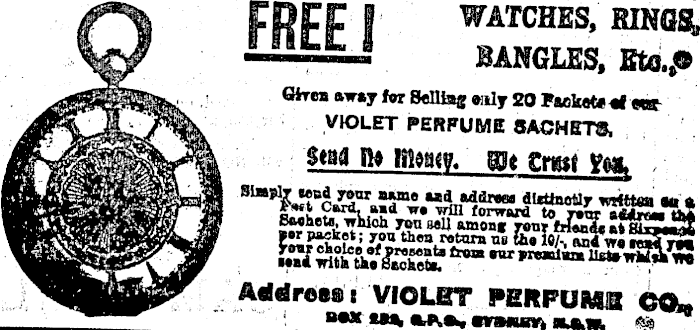 FREE !
WATCHES, RINGS,
BANGLES, Etc.,
Given away for Selling only 20 Packets of our
VIOLET PERFUME SACHETS.
Send No Money. We Trust You.
Simply send your name and address distinctly written on a
Post Card, and we will forward to your address the
Sachets, which you sell among your friends at Sixpence
per packet; you then return us the 10/-, and we send you
your choice of presents from our premium lists which we
send with the Sachets.
Address: VIOLET PERFUME CO.,
BOX G.P.O., SYDNEY, N.S.W.